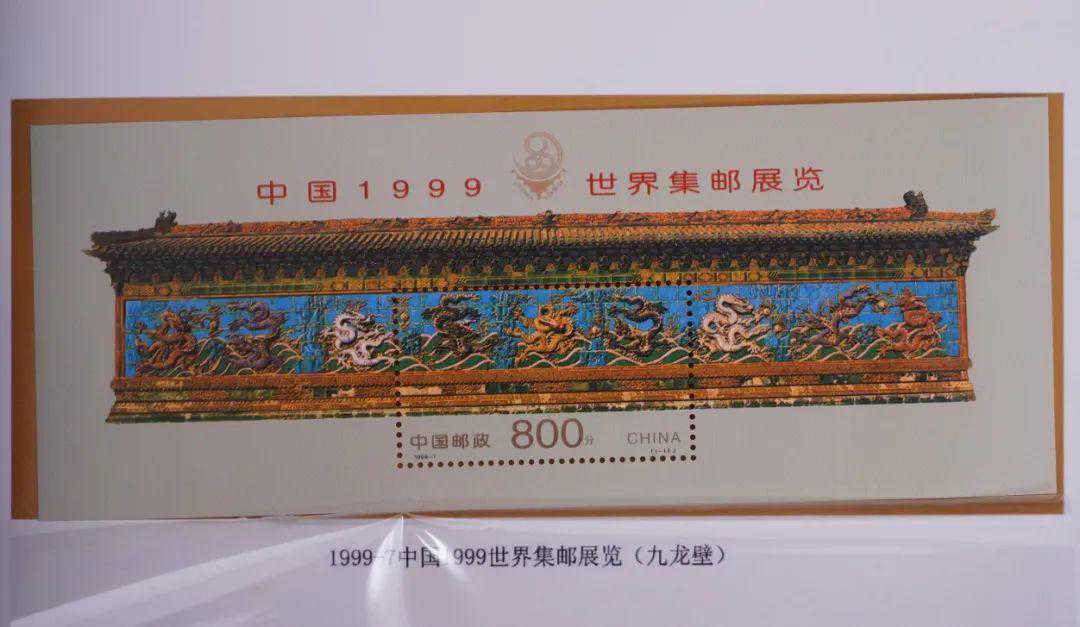 中国1999 世界集邮展览
中国邮政 800分 CHINA
1999-7中国1999世界集邮展览（九龙壁）